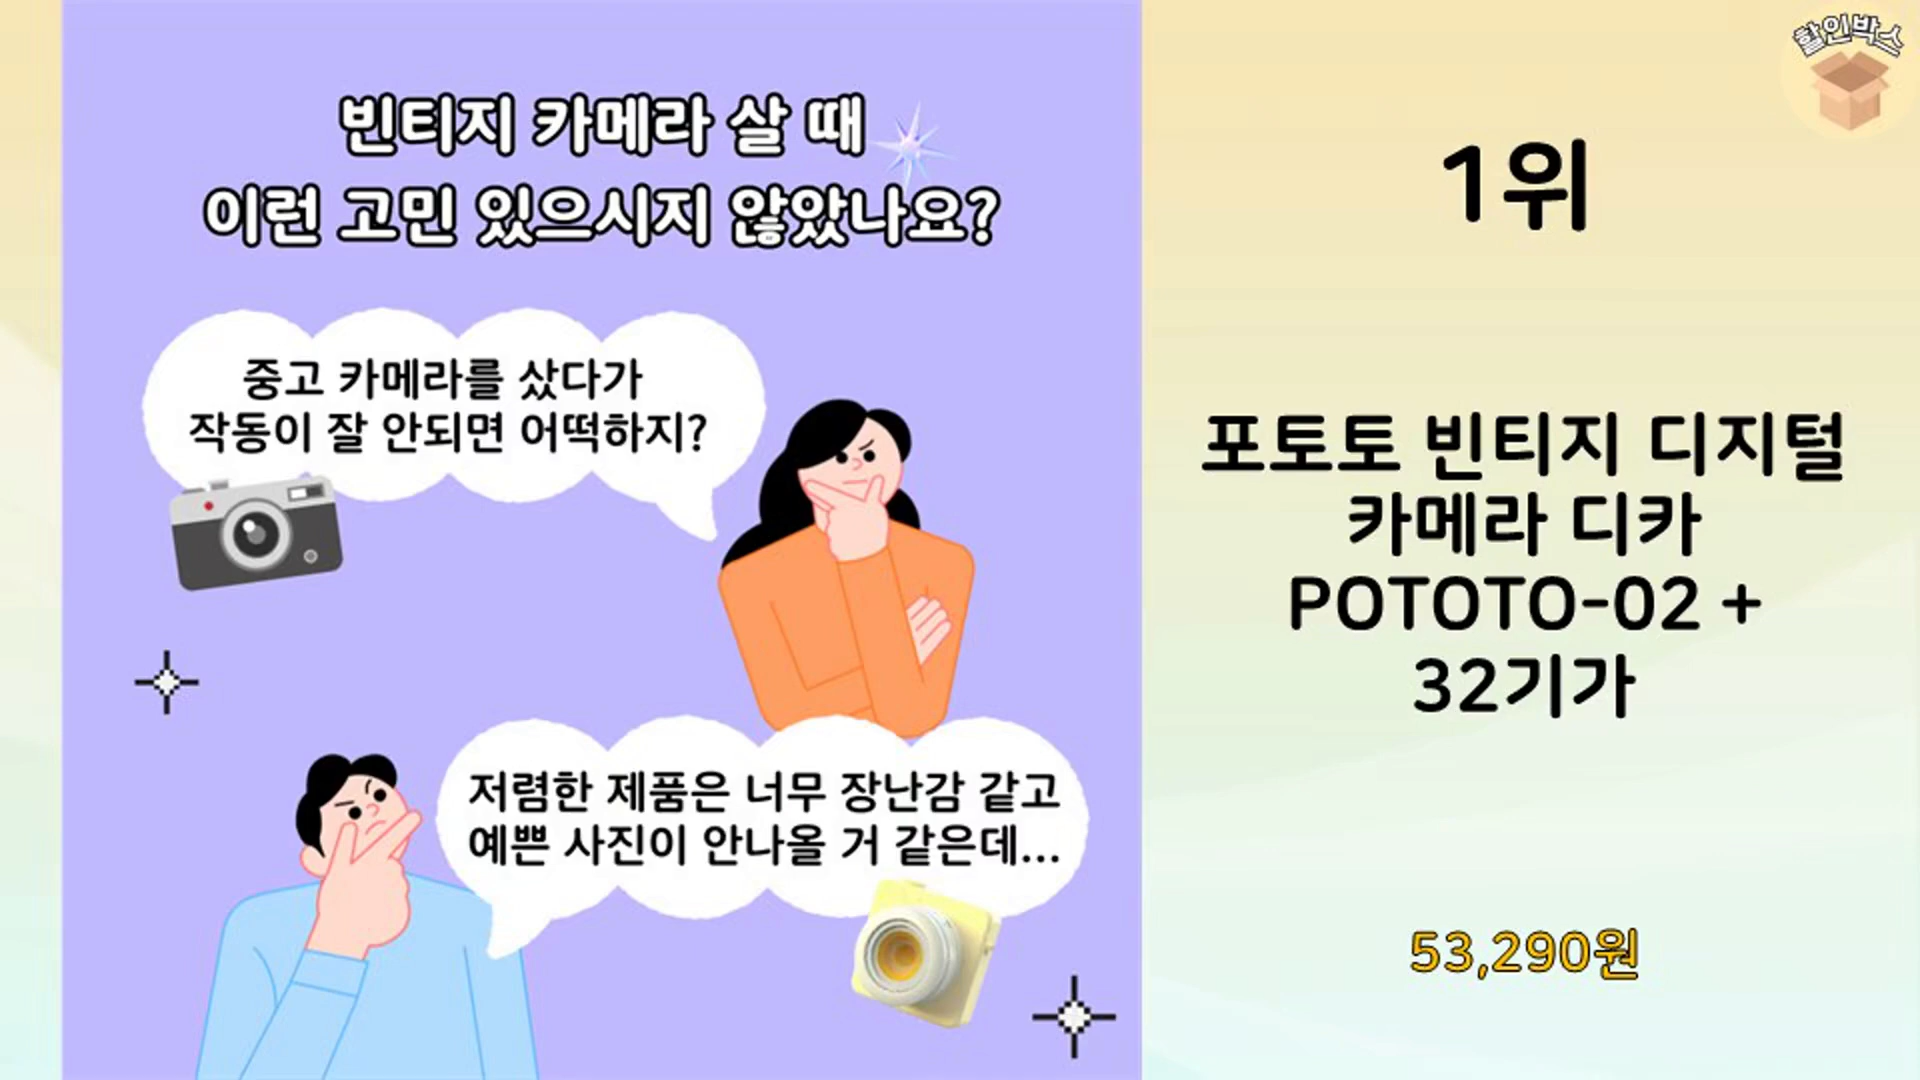 빈티지 카메라 살 때
이런 고민 있으시지 않았나요?
중고 카메라를 샀다가
작동이 잘 안되면 어떡하지?
저렴한 제품은 너무 장난감 같고
예쁜 사진이 안나올 거 같은데...
할인박스
1위
포토토 빈티지 디지털
카메라 디카
POTOTO-02 +
32기가
53,290원